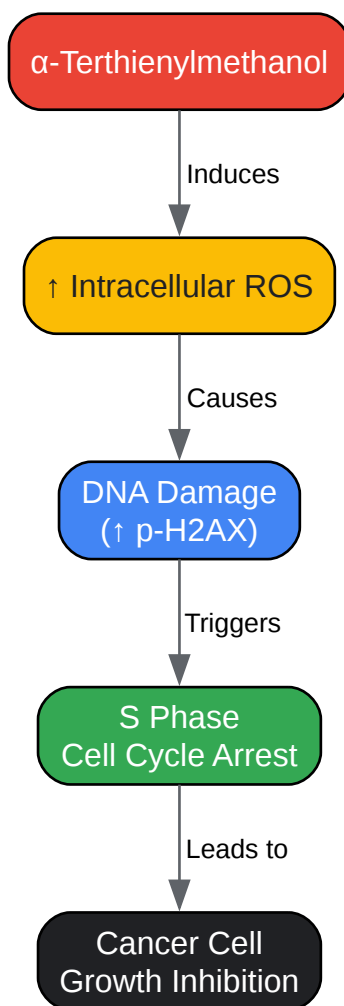 α-Terthienylmethanol
Induces
↑ Intracellular ROS
Causes
DNA Damage
(↑ p-H2AX)
Triggers
S Phase
Cell Cycle Arrest
Leads to
Cancer Cell
Growth Inhibition